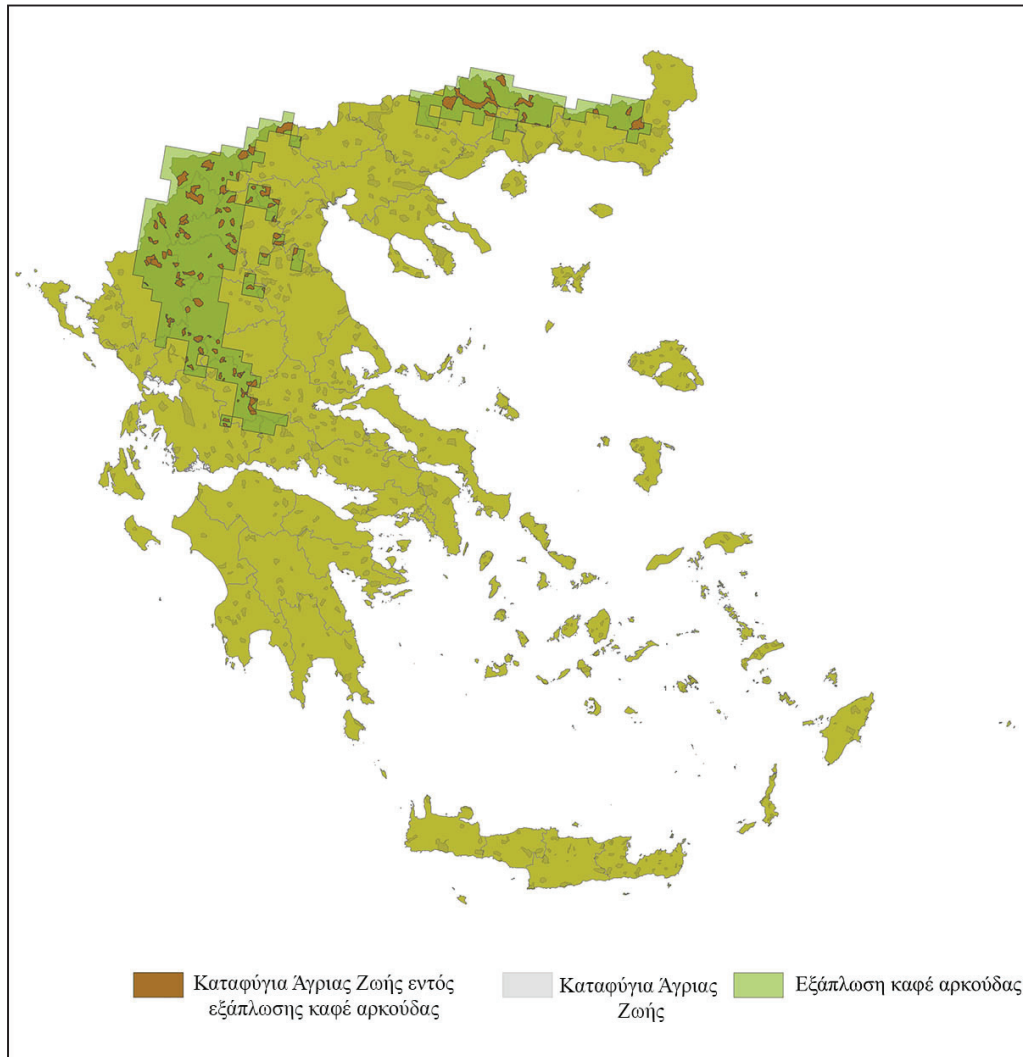 Καταφύγια Άγριας Ζωής εντός
εξάπλωσης καφέ αρκούδας
Καταφύγια Άγριας
Ζωής
Εξάπλωση καφέ αρκούδας